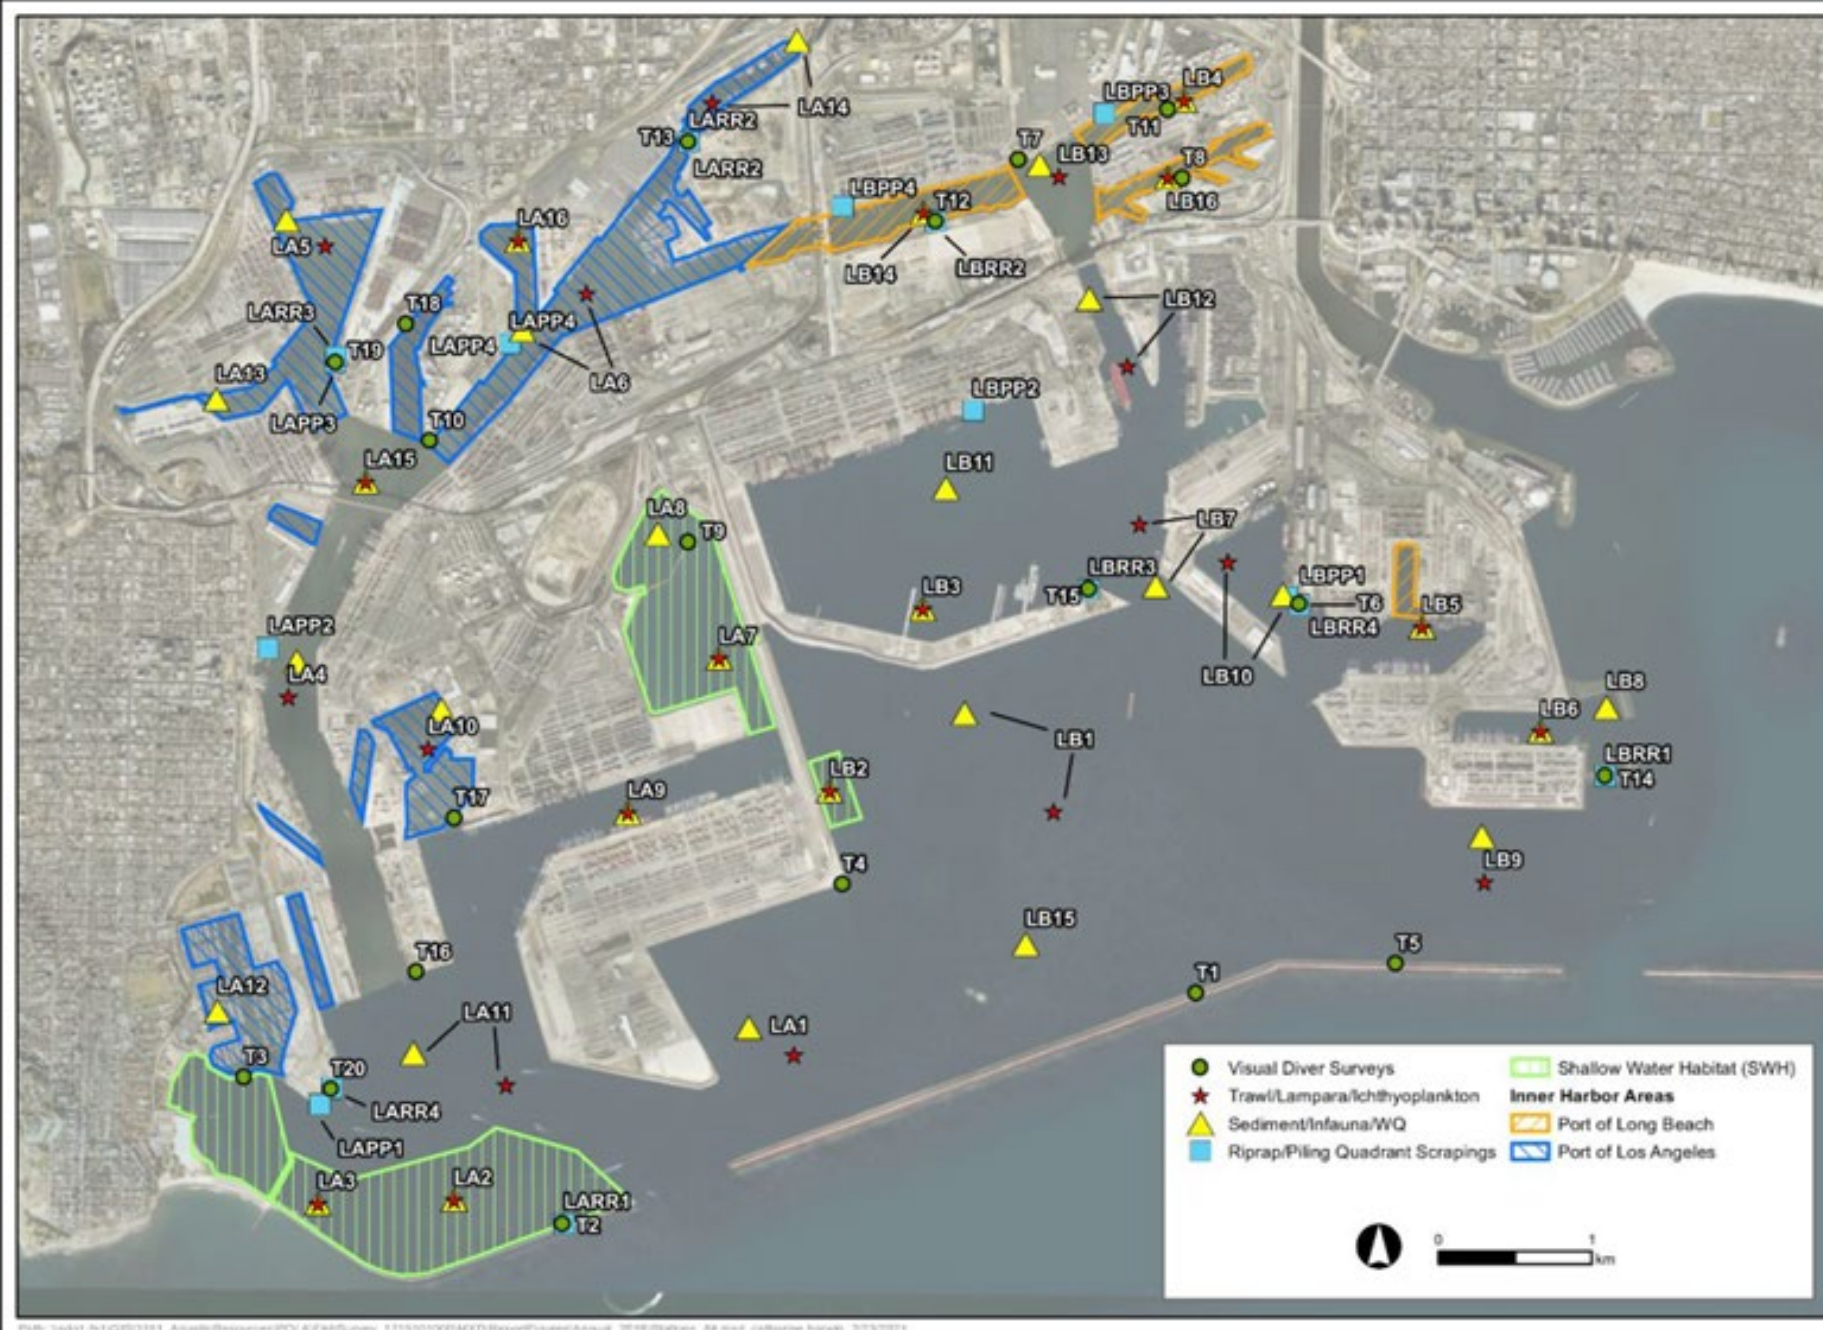 LA14
LB4
LBPP3
LARR2
T11
T13
T7
LB13
T8
LARR2
LBPP4
LB16
T12
LA16
LA5
LB14
LBRR2
T18
LB12
LARR3
LAPP4
LAPP4
T19
LA13
LA6
LBPP2
LAPP3
T10
LA15
LB11
LA8
T9
LB7
LBRR3
LBPP1
LB3
T15
T6
LB5
LAPP2
LBRR4
LA7
LA4
LB10
LB8
LB6
LA10
LB1
LBRR1
LB2
T14
LA9
T17
T4
LB9
LB15
T5
T16
T1
LA12
LA11
LA1
T3
T20
LARR4
LAPP1
LA3
LA2
LARR1
T2
Visual Diver Surveys
Trawl/Lampara/Ichthyoplankton
Sediment/Infauna/WQ
Riprap/Piling Quadrant Scrapings
Shallow Water Habitat (SWH)
Inner Harbor Areas
Port of Long Beach
Port of Los Angeles
0 1
km